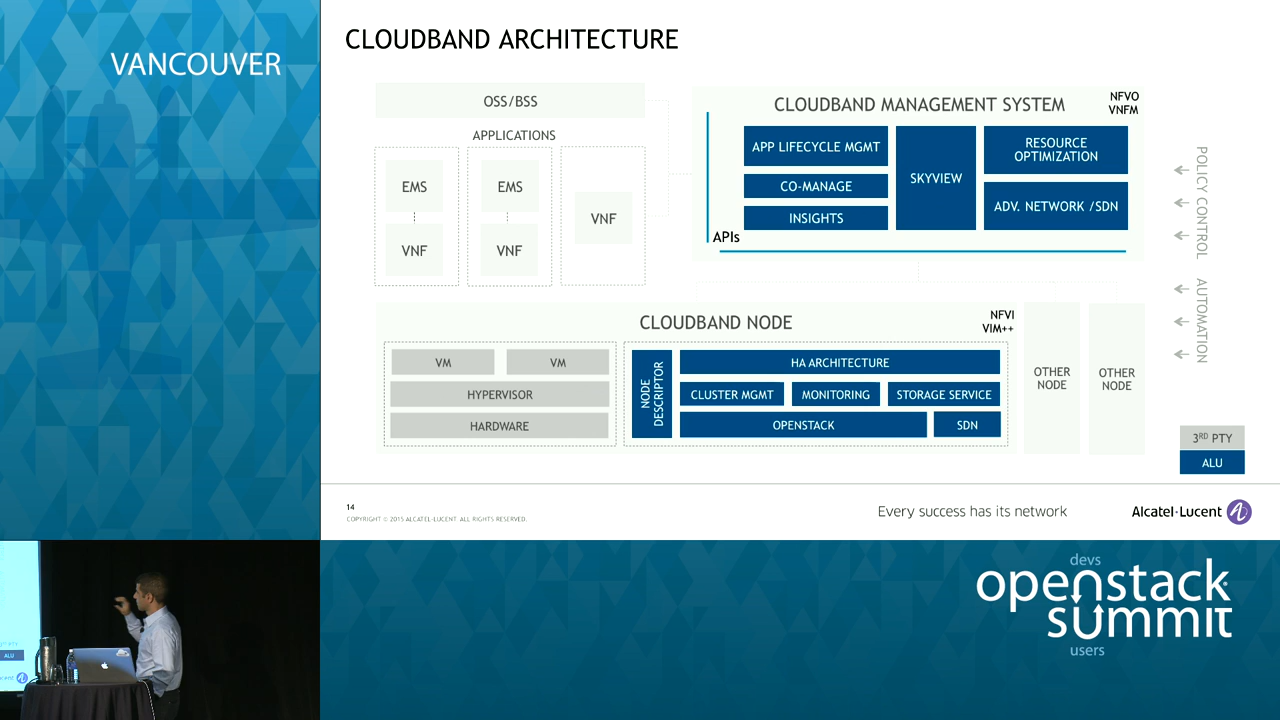 VANCOUVER
CLOUDBAND ARCHITECTURE
OSS/BSS
APPLICATIONS
EMS
EMS
VNF
VNF
VNF
CLOUDBAND MANAGEMENT SYSTEM
NFVO
VNFM
APP LIFECYCLE MGMT
CO-MANAGE
INSIGHTS
SKYVIEW
RESOURCE
OPTIMIZATION
ADV. NETWORK /SDN
APIs
POLICY CONTROL
AUTOMATION
CLOUDBAND NODE
NFVI
VIM++
VM
VM
HYPERVISOR
HARDWARE
NODE
DESCRIPTOR
HA ARCHITECTURE
CLUSTER MGMT
MONITORING
STORAGE SERVICE
OPENSTACK
SDN
OTHER
NODE
OTHER
NODE
3RD PTY
ALU
14
COPYRIGHT © 2015 ALCATEL-LUCENT. ALL RIGHTS RESERVED.
Every success has its network
Alcatel·Lucent
devs
openstack
summit
users
ALU